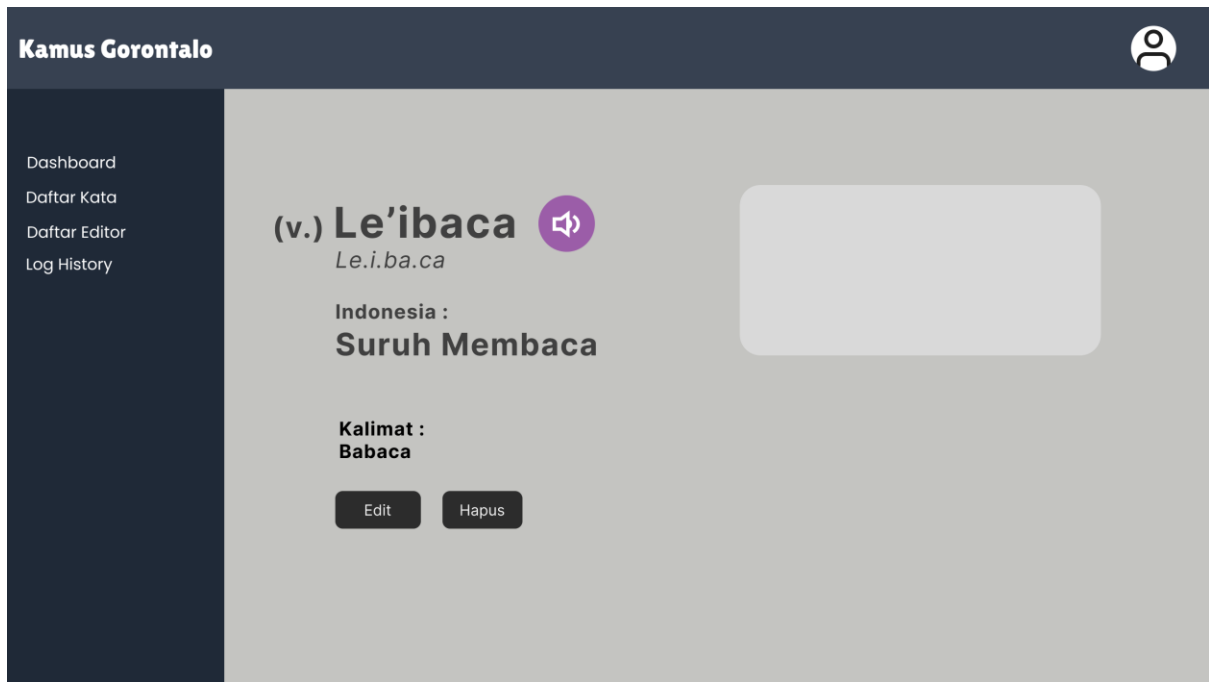 Kamus Gorontalo
Dashboard
Daftar Kata
Daftar Editor
Log History
(v.) Le’ibaca
Le.i.ba.ca
Indonesia :
Suruh Membaca
Kalimat :
Babaca
Edit
Hapus